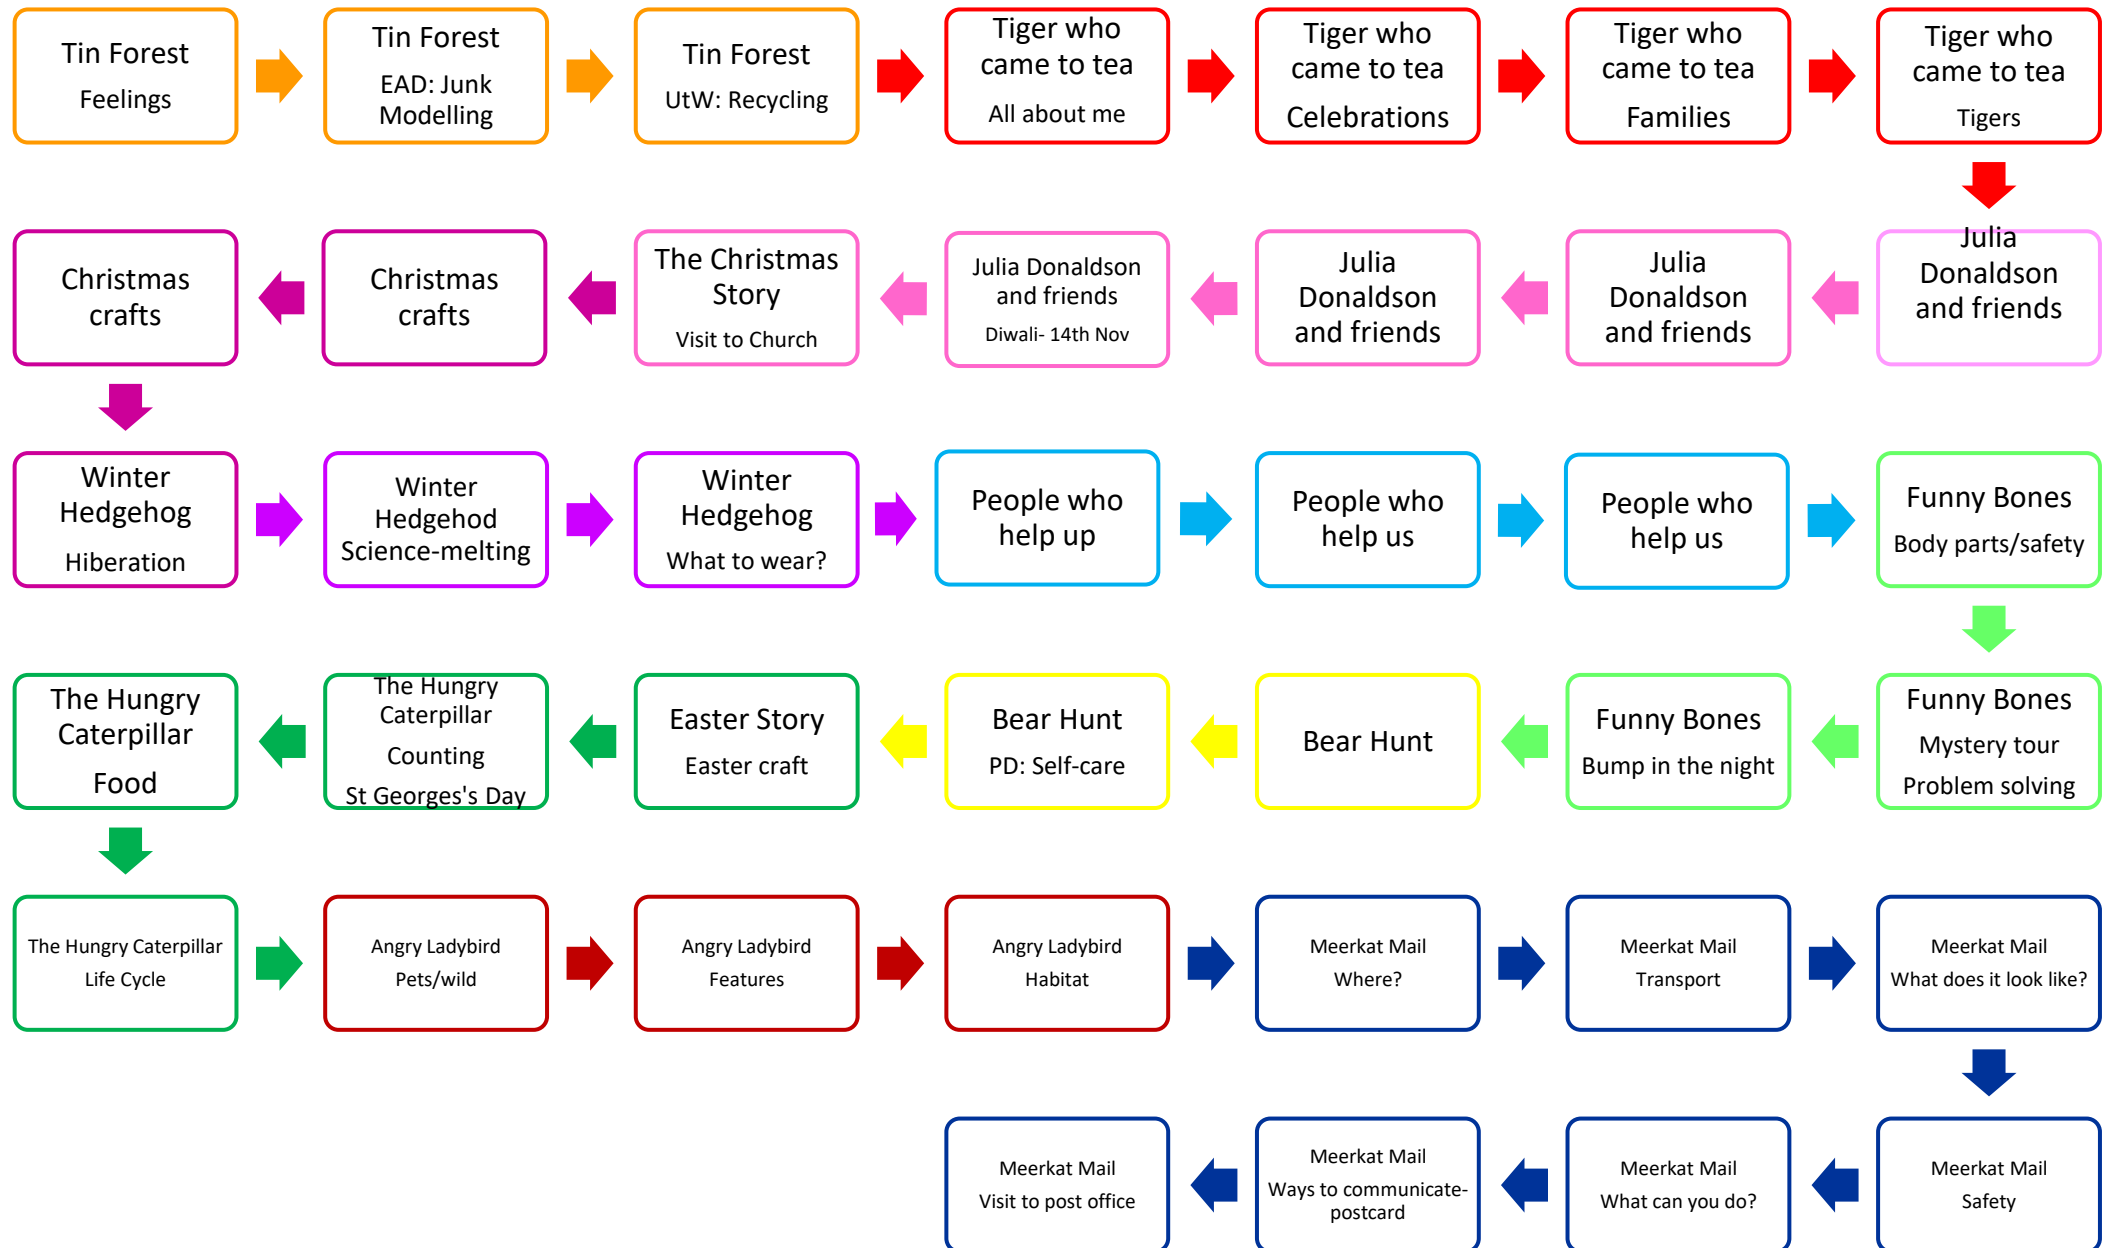 Tin Forest
Feelings
Tin Forest
EAD: Junk
Modelling
Tin Forest
UtW: Recycling
Tiger who
came to tea
All about me
Tiger who
came to tea
Celebrations
Tiger who
came to tea
Families
Tiger who
came to tea
Tigers
Julia
Donaldson
and friends
Julia
Donaldson
and friends
Julia
Donaldson
and friends
Julia Donaldson
and friends
Diwali- 14th Nov
The Christmas
Story
Visit to Church
Christmas
crafts
Christmas
crafts
Winter
Hedgehog
Hiberation
Winter
Hedgehod
Science-melting
Winter
Hedgehog
What to wear?
People who
help up
People who
help us
People who
help us
Funny Bones
Body parts/safety
Funny Bones
Mystery tour
Problem solving
Funny Bones
Bump in the night
Bear Hunt
Bear Hunt
PD: Self-care
Easter Story
Easter craft
The Hungry
Caterpillar
Counting
St Georges's Day
The Hungry
Caterpillar
Food
The Hungry Caterpillar
Life Cycle
Angry Ladybird
Pets/wild
Angry Ladybird
Features
Angry Ladybird
Habitat
Meerkat Mail
Where?
Meerkat Mail
Transport
Meerkat Mail
What does it look like?
Meerkat Mail
Safety
Meerkat Mail
What can you do?
Meerkat Mail
Ways to communicate-
postcard
Meerkat Mail
Visit to post office